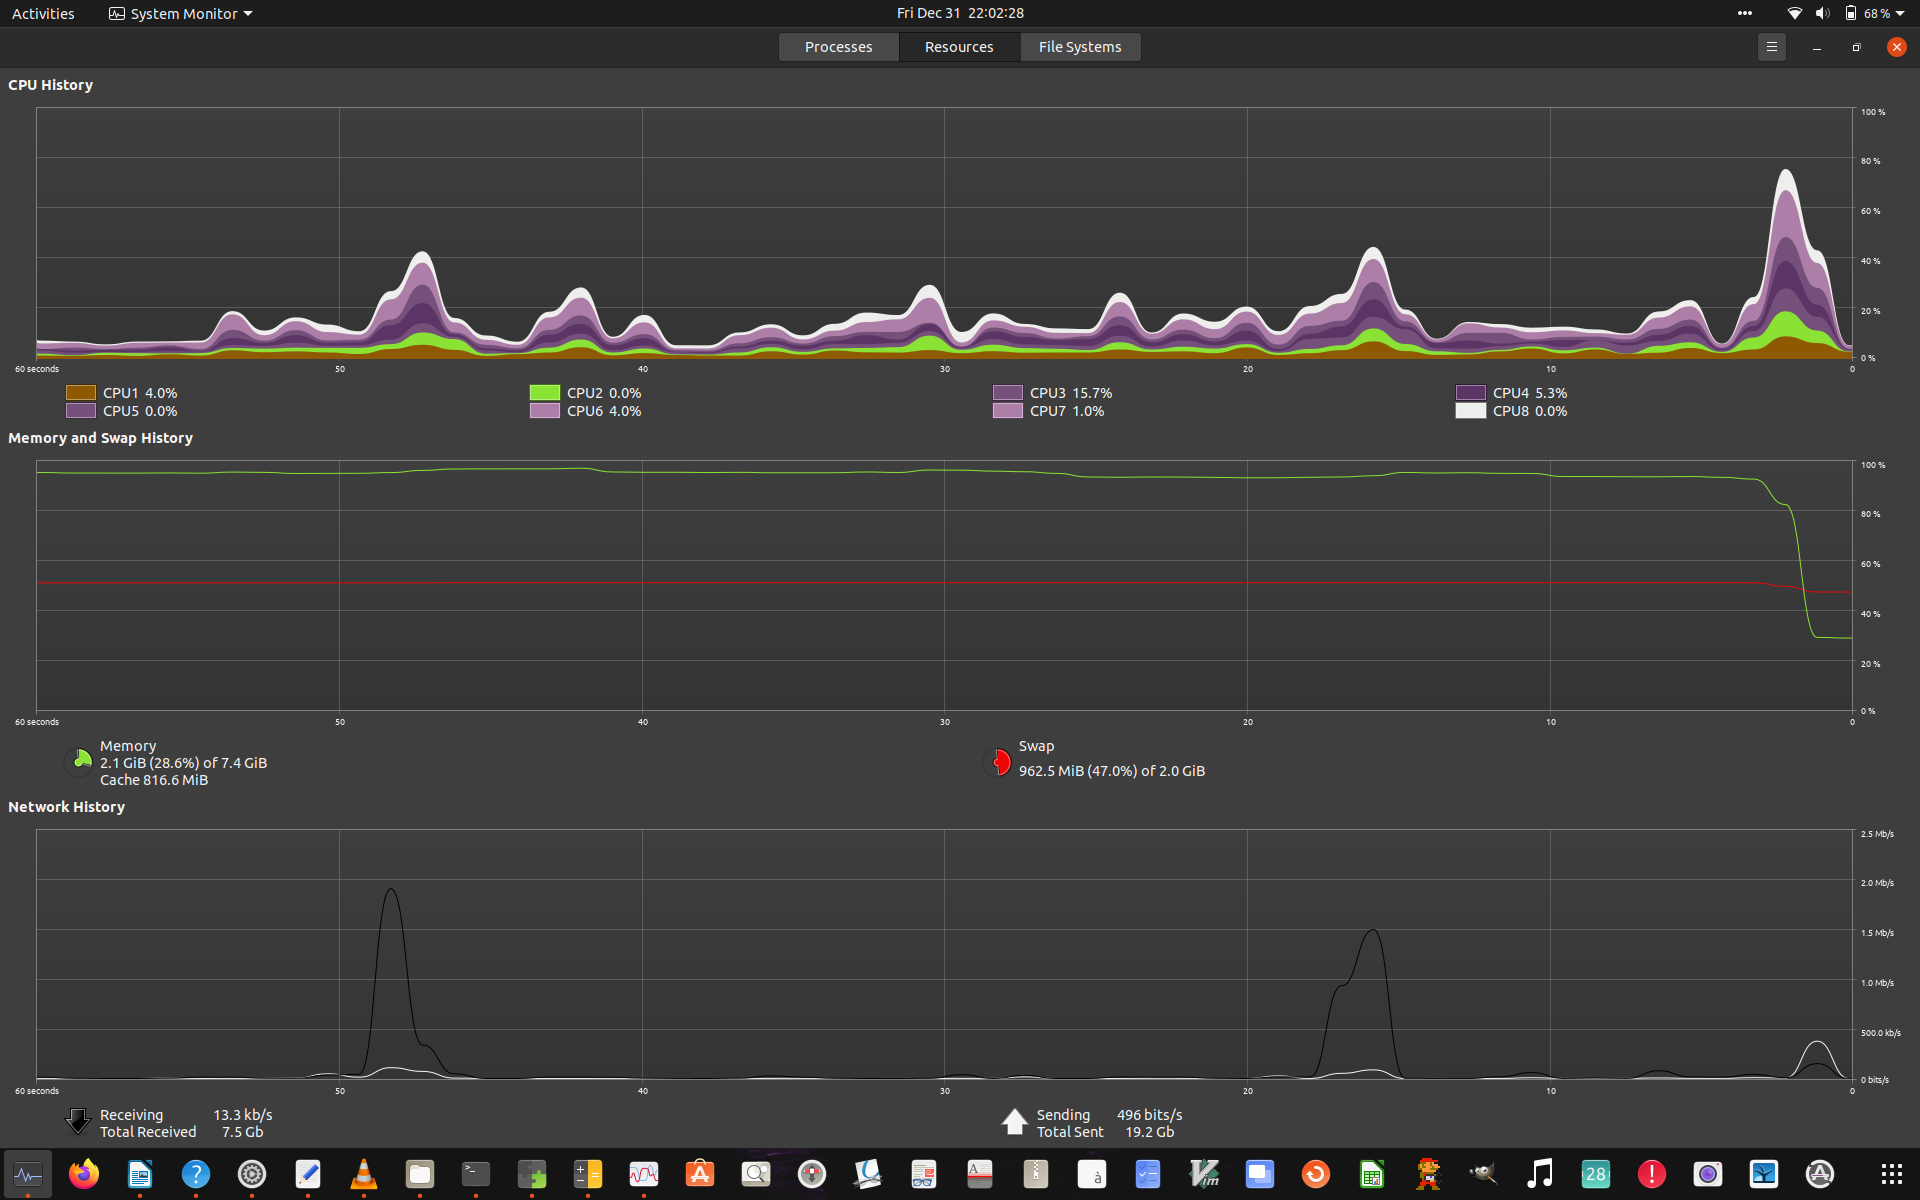 Activities System Monitor Fri Dec 31 22:02:28 68 %
Processes Resources File Systems
CPU History
100 %
80 %
60 %
40 %
20 %
0 %
60 seconds 50 40 30 20 10 0
CPU1 4.0% CPU2 0.0% CPU3 15.7% CPU4 5.3%
CPU5 0.0% CPU6 4.0% CPU7 1.0% CPU8 0.0%
Memory and Swap History
100 %
80 %
60 %
40 %
20 %
0 %
60 seconds 50 40 30 20 10 0
Memory
2.1 GiB (28.6%) of 7.4 GiB
Cache 816.6 MiB
Swap
962.5 MiB (47.0%) of 2.0 GiB
Network History
2.5 Mb/s
2.0 Mb/s
1.5 Mb/s
1.0 Mb/s
500.0 kb/s
0 bits/s
60 seconds 50 40 30 20 10 0
Receiving 13.3 kb/s
Total Received 7.5 Gb
Sending 496 bits/s
Total Sent 19.2 Gb
? >_ A à Vim 28 !